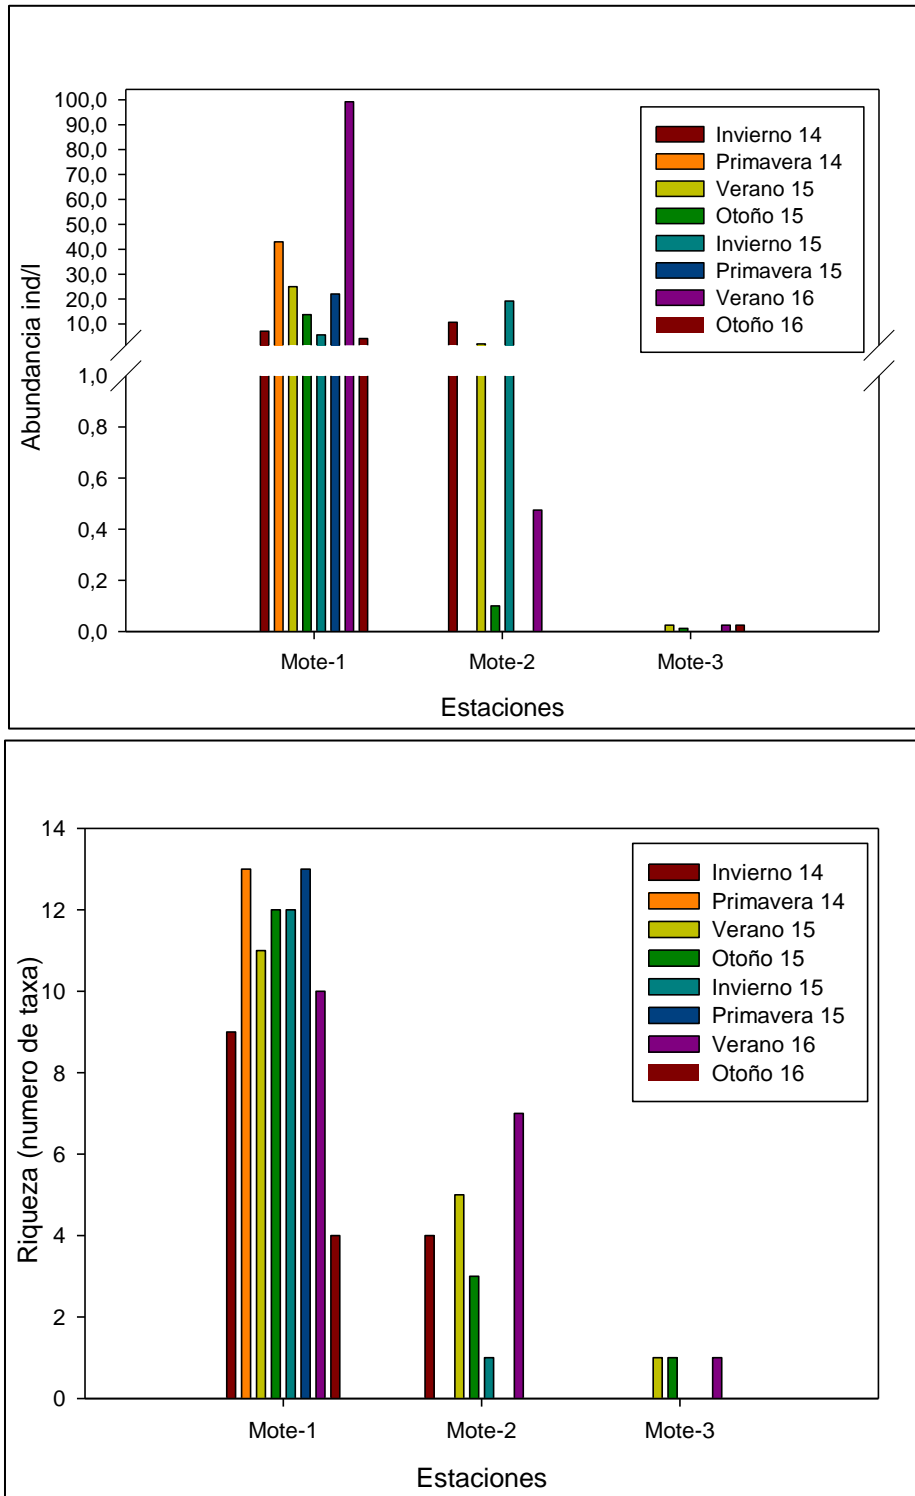 Abundancia ind/l
100,0
90,0
80,0
70,0
60,0
50,0
40,0
30,0
20,0
10,0
1,0
0,8
0,6
0,4
0,2
0,0
Invierno 14
Primavera 14
Verano 15
Otoño 15
Invierno 15
Primavera 15
Verano 16
Otoño 16
Mote-1
Mote-2
Mote-3
Estaciones
Riqueza (numero de taxa)
14
12
10
8
6
4
2
0
Invierno 14
Primavera 14
Verano 15
Otoño 15
Invierno 15
Primavera 15
Verano 16
Otoño 16
Mote-1
Mote-2
Mote-3
Estaciones